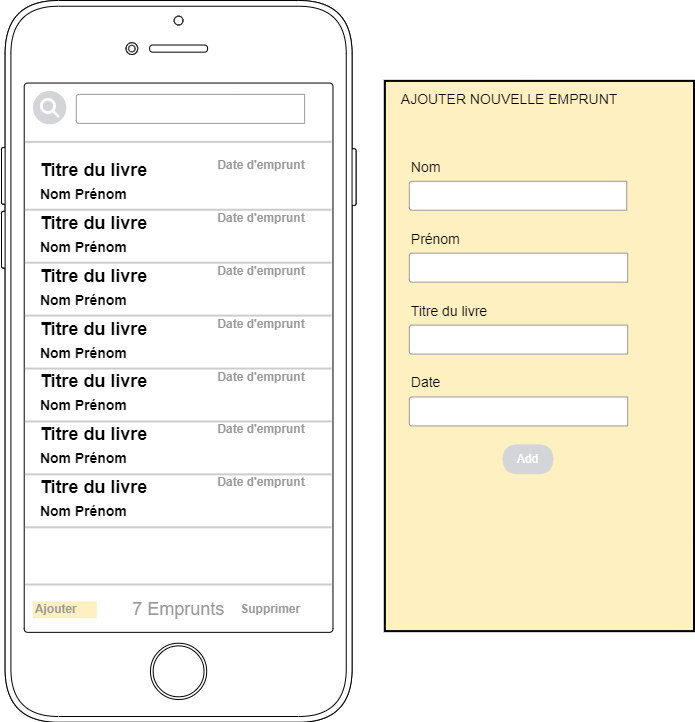 Titre du livre
Date d'emprunt
Nom Prénom
Titre du livre
Date d'emprunt
Nom Prénom
Titre du livre
Date d'emprunt
Nom Prénom
Titre du livre
Date d'emprunt
Nom Prénom
Titre du livre
Date d'emprunt
Nom Prénom
Titre du livre
Date d'emprunt
Nom Prénom
Titre du livre
Date d'emprunt
Nom Prénom
Ajouter
7 Emprunts
Supprimer
AJOUTER NOUVELLE EMPRUNT
Nom
Prénom
Titre du livre
Date
Add